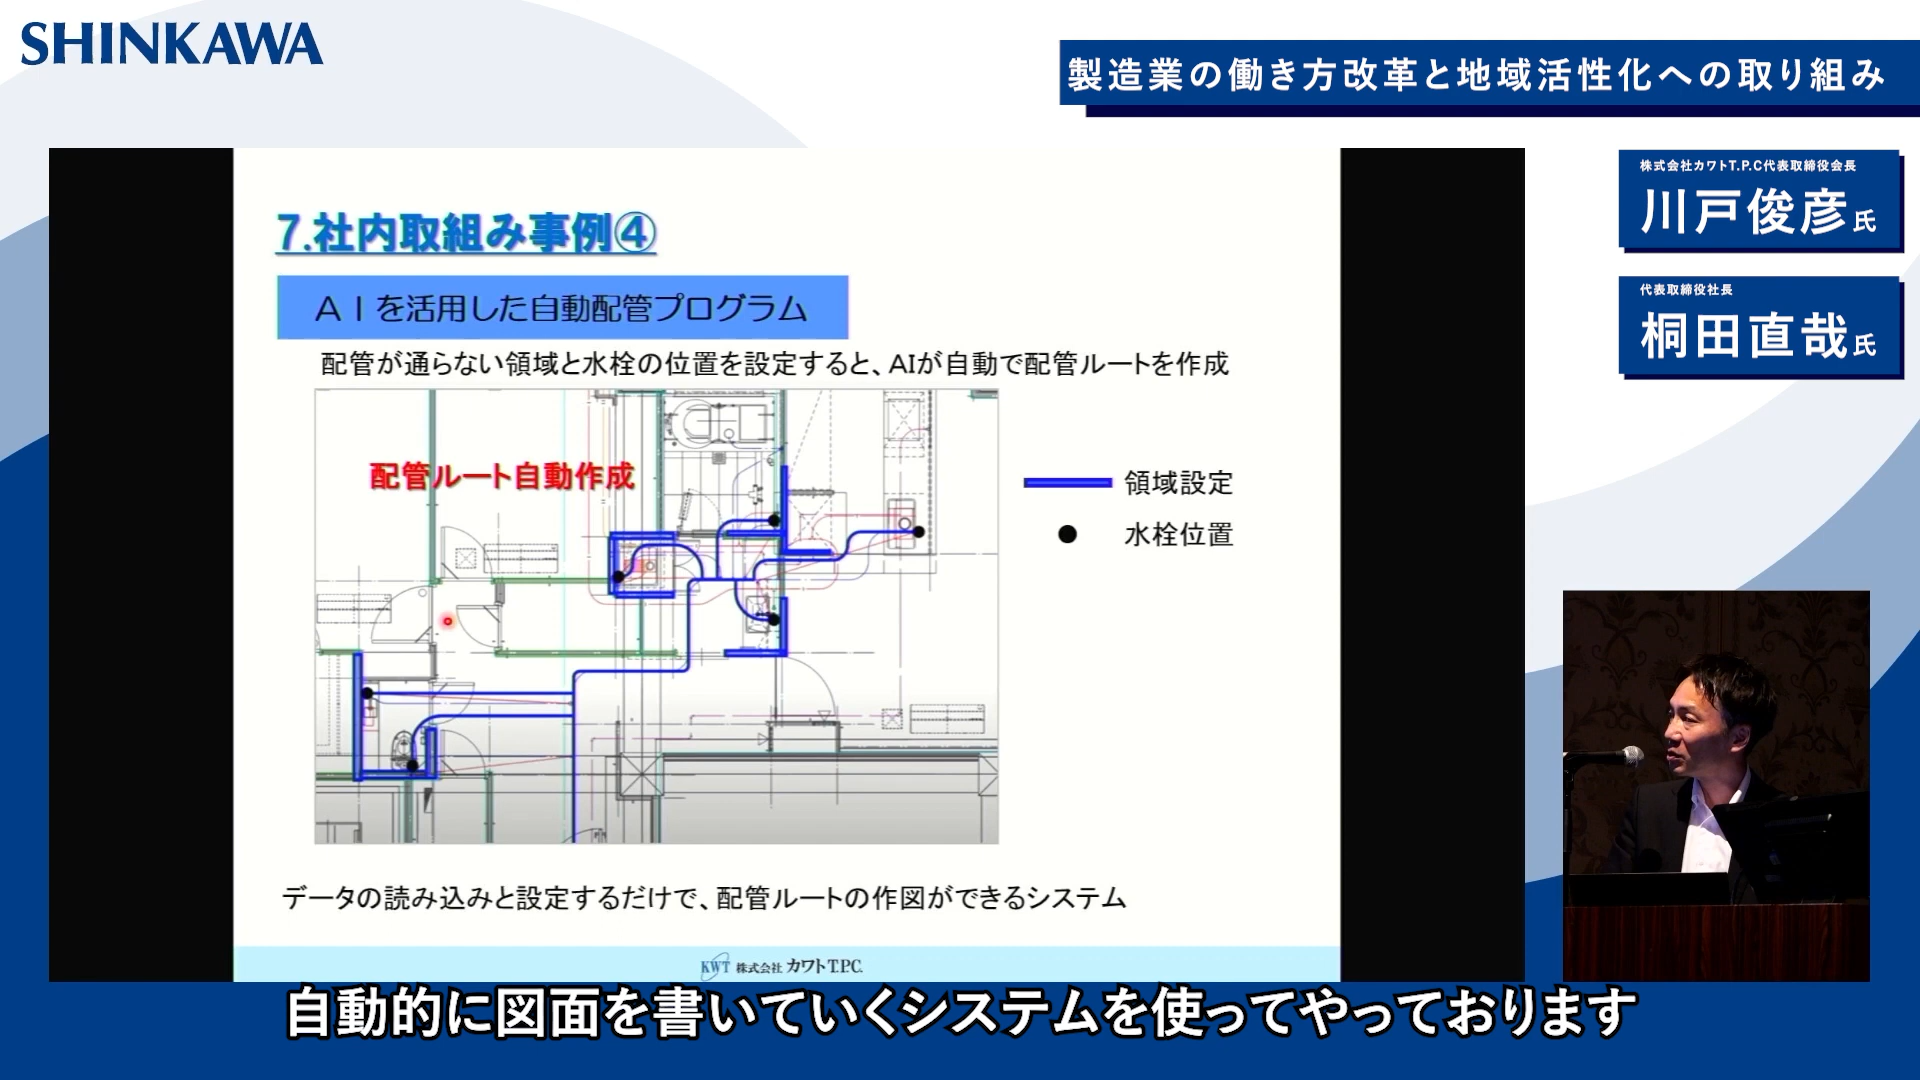 SHINKAWA
製造業の働き方改革と地域活性化への取り組み
株式会社カワトT.P.C代表取締役会長
川戸俊彦氏
代表取締役社長
桐田直哉氏
7.社内取組み事例④
AIを活用した自動配管プログラム
配管が通らない領域と水栓の位置を設定すると、AIが自動で配管ルートを作成
配管ルート自動作成
領域設定
水栓位置
データの読み込みと設定するだけで、配管ルートの作図ができるシステム
KWT 株式会社 カワトT.P.C.
自動的に図面を書いていくシステムを使ってやっております